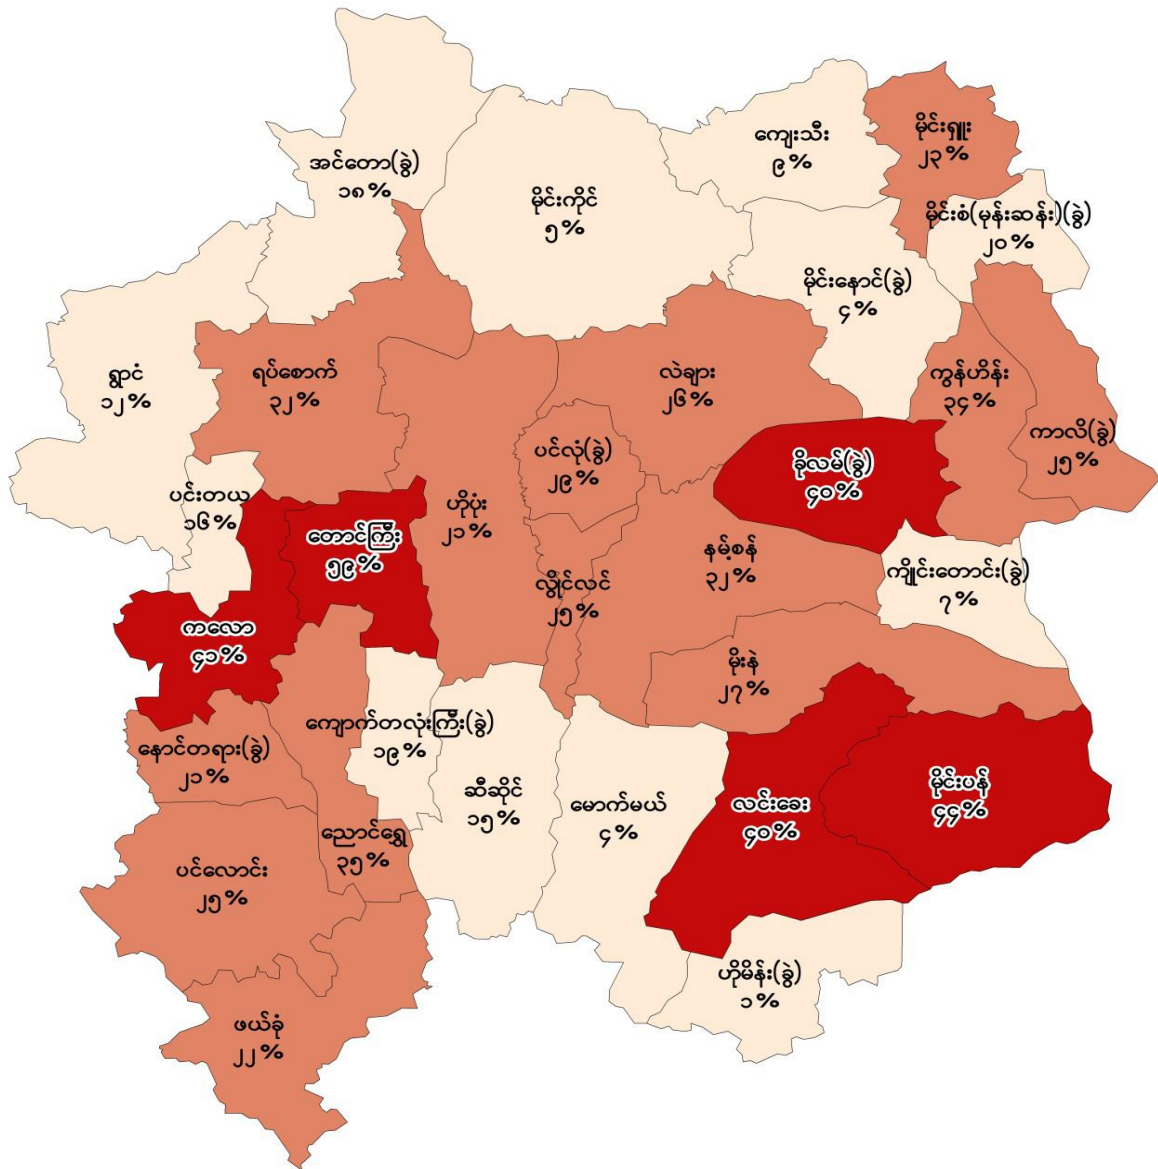 အင်တော(ခွဲ)
၁၈%
ကျေးသီး
၉%
မိုင်းရှူး
၂၃%
မိုင်းကိုင်
၅%
မိုင်းစံ(မုန်းဆန်း)(ခွဲ)
၂၀%
မိုင်းနောင်(ခွဲ)
၄%
ရွာငံ
၁၂%
ရပ်စောက်
၃၂%
လဲချား
၂၆%
ကွန်ဟိန်း
၃၄%
ကာလိ(ခွဲ)
၂၅%
ပင်လုံ(ခွဲ)
၂၉%
ခိုလမ်(ခွဲ)
၄၀%
ပင်းတယ
၁၆%
ဟိုပုံး
၂၁%
တောင်ကြီး
၅၉%
နမ့်စန်
၃၂%
လွိုင်လင်
၂၅%
ကျိုင်းတောင်း(ခွဲ)
၇%
ကလော
၄၁%
မိုးနဲ
၂၇%
ကျောက်တလုံးကြီး(ခွဲ)
၁၉%
နောင်တရား(ခွဲ)
၂၁%
ဆီဆိုင်
၁၅%
မောက်မယ်
၄%
လင်းခေး
၄၀%
မိုင်းပန်
၄၄%
ညောင်ရွှေ
၃၅%
ပင်လောင်း
၂၅%
ဟိုမိန်း(ခွဲ)
၁%
ဖယ်ခုံ
၂၂%